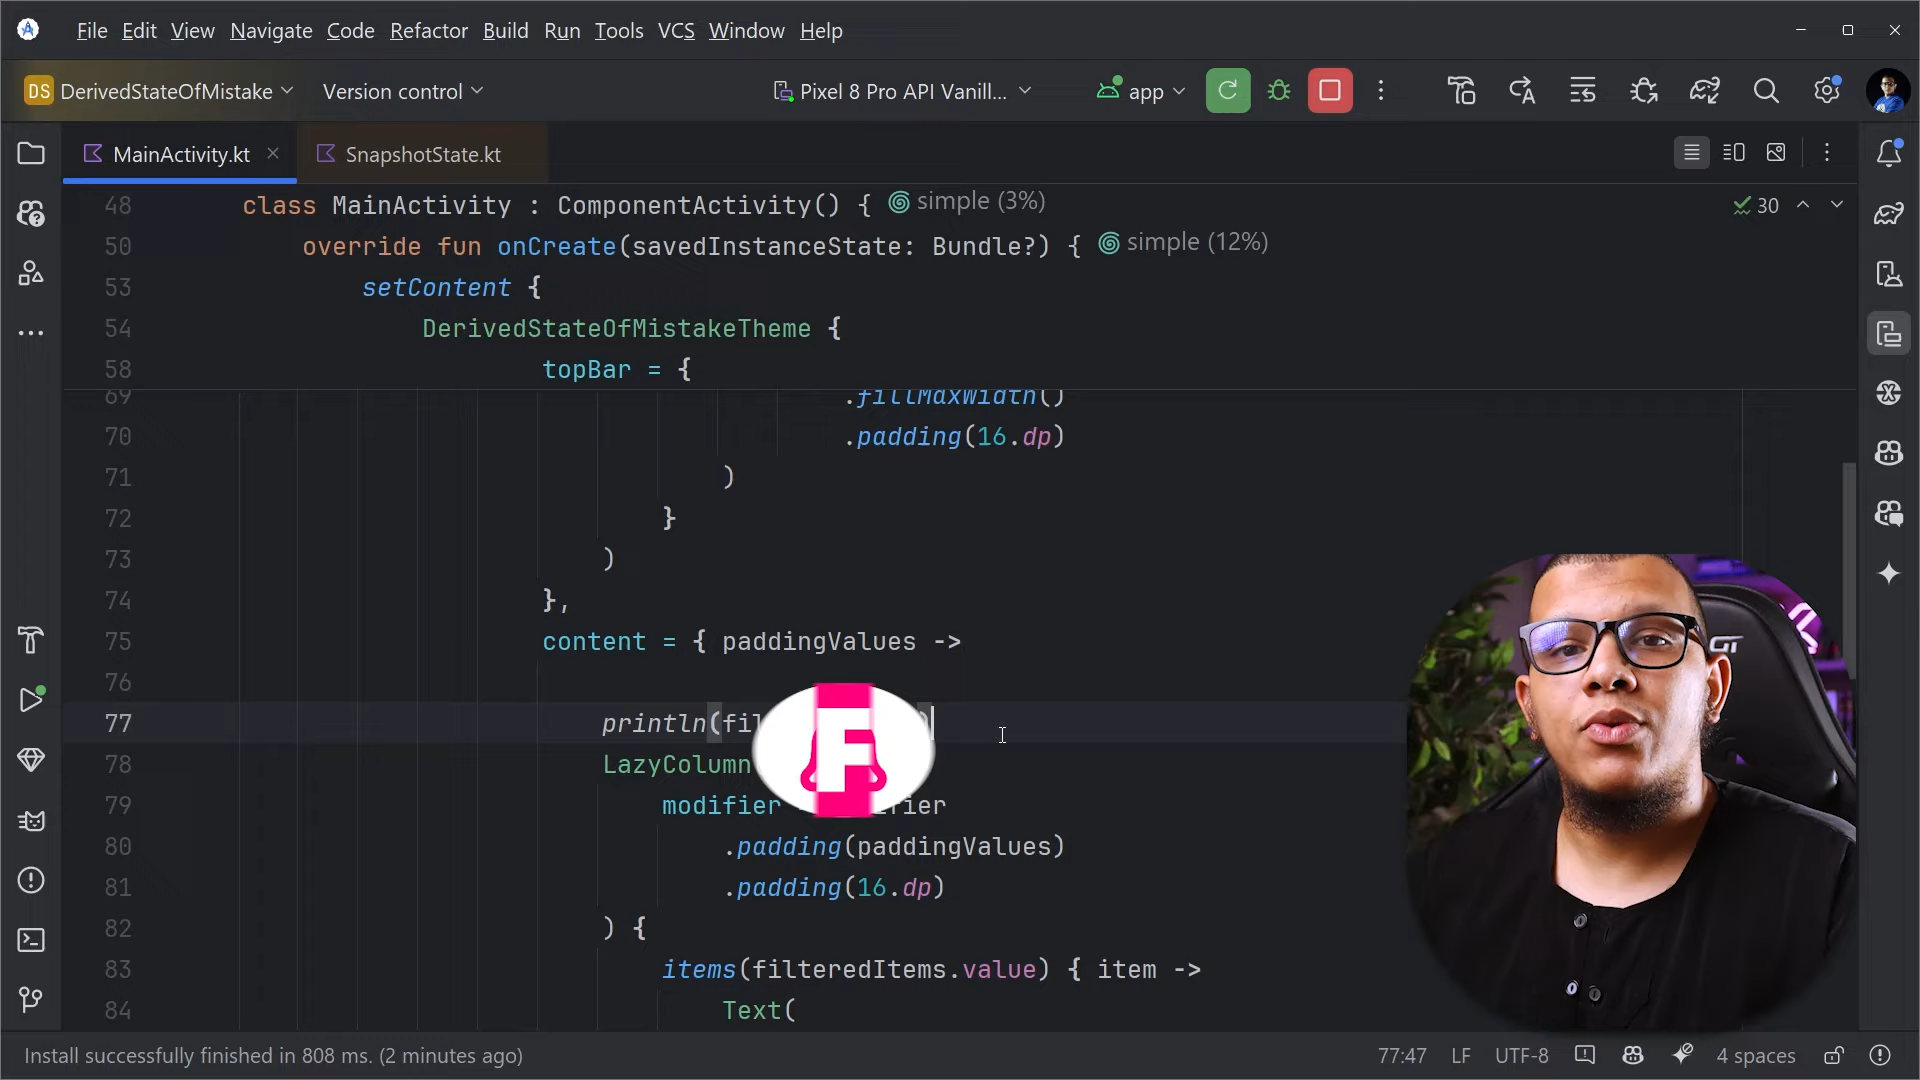 File Edit View Navigate Code Refactor Build Run Tools VCS Window Help
DS DerivedStateOfMistake Version control Pixel 8 Pro API Vanill... app
MainActivity.kt SnapshotState.kt
48 class MainActivity : ComponentActivity() { simple (3%) 30
50 override fun onCreate(savedInstanceState: Bundle?) { simple (12%)
53 setContent {
54 DerivedStateOfMistakeTheme {
58 topBar = {
69 .fillMaxWidth()
70 .padding(16.dp)
71 )
72 }
73 )
74 },
75 content = { paddingValues ->
76
77 println(fil
F
78 LazyColumn
79 modifier
80 .padding(paddingValues)
81 .padding(16.dp)
82 ) {
83 items(filteredItems.value) { item ->
84 Text(
GT
Install successfully finished in 808 ms. (2 minutes ago) 77:47 LF UTF-8 4 spaces